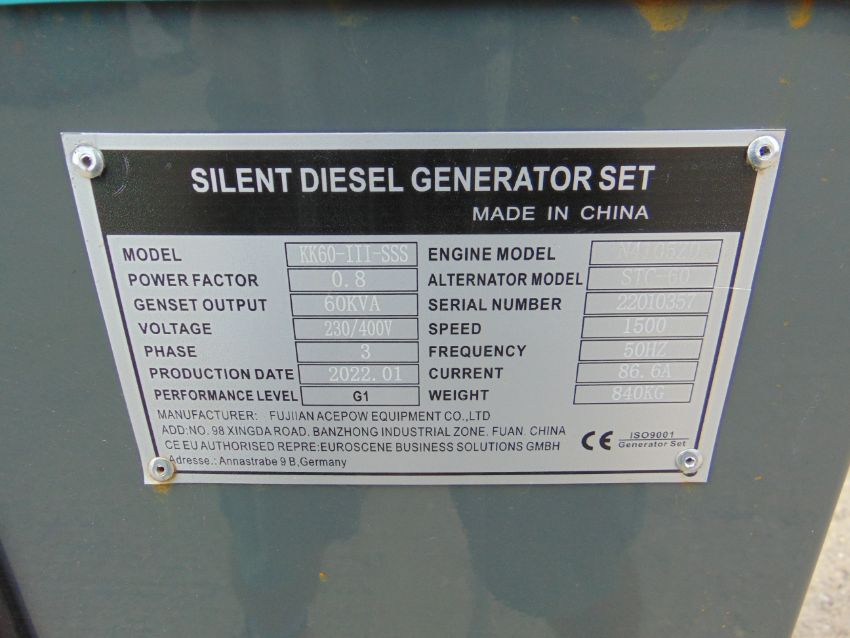 SILENT DIESEL GENERATOR SET
MADE IN CHINA
MODEL KK60-III-SSS ENGINE MODEL
POWER FACTOR 0.8 ALTERNATOR MODEL STC-60
GENSET OUTPUT 60KVA SERIAL NUMBER 22010357
VOLTAGE 230/400V SPEED 1500
PHASE 3 FREQUENCY 50HZ
PRODUCTION DATE 2022.01 CURRENT 86.6A
PERFORMANCE LEVEL G1 WEIGHT 840KG
MANUFACTURER: FUJIIAN ACEPOW EQUIPMENT CO.,LTD
ADD:NO.98 XINGDA ROAD, BANZHONG INDUSTRIAL ZONE, FUAN, CHINA
CE EU AUTHORISED REPRE:EUROSCENE BUSINESS SOLUTIONS GMBH
Adresse.: Annastrabe 9 B,Germany
CE ISO9001
Generator Set